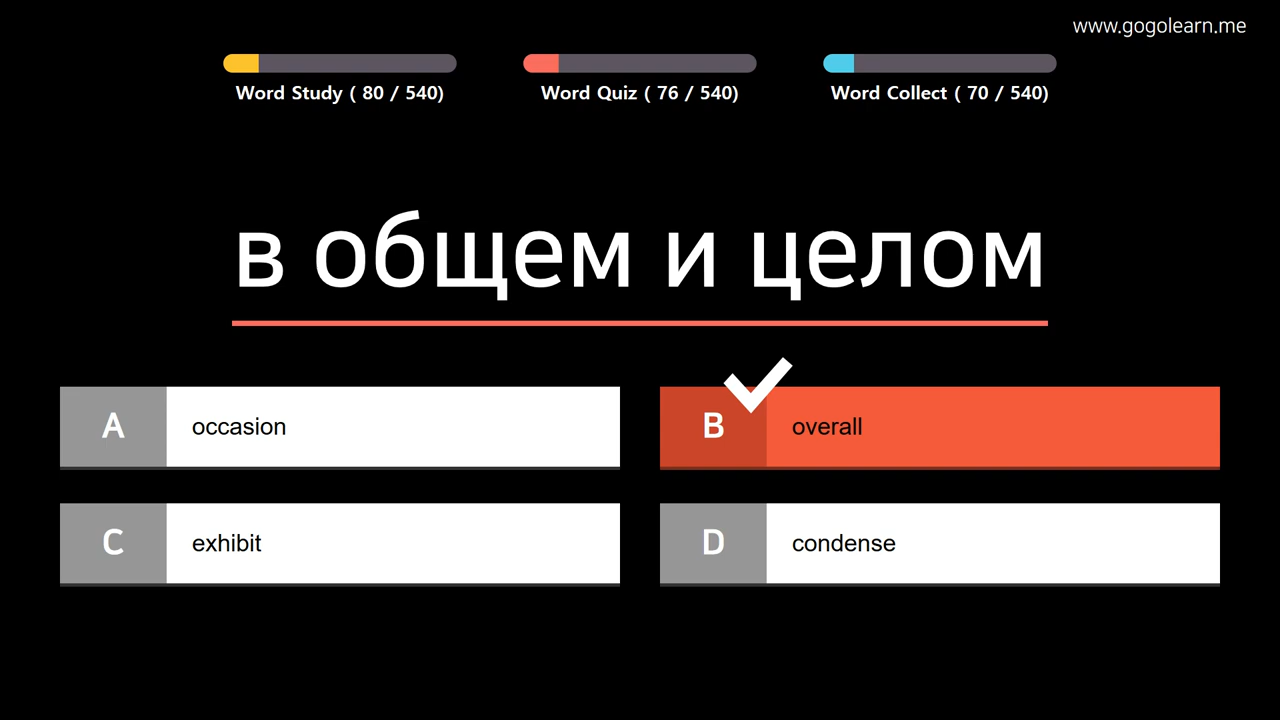 www.gogolearn.me
Word Study ( 80 / 540)
Word Quiz ( 76 / 540)
Word Collect ( 70 / 540)
в общем и целом
A occasion
B overall
C exhibit
D condense